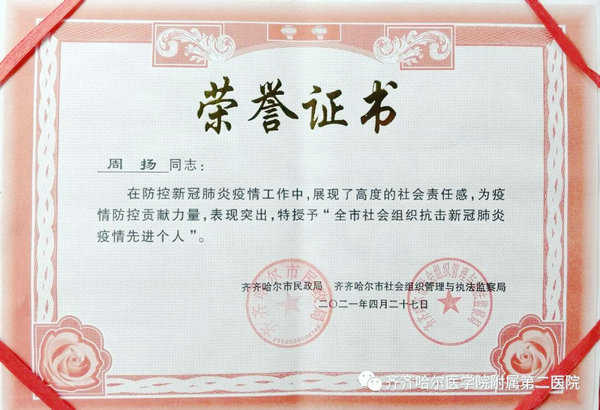 荣誉证书
周 扬 同志：
在防控新冠肺炎疫情工作中，展现了高度的社会责任感，为疫
情防控贡献力量，表现突出，特授予“全市社会组织抗击新冠肺炎
疫情先进个人”。
齐齐哈尔市民政局 齐齐哈尔市社会组织管理与执法监察局
二〇二一年四月二十七日
齐齐哈尔医学院附属第二医院